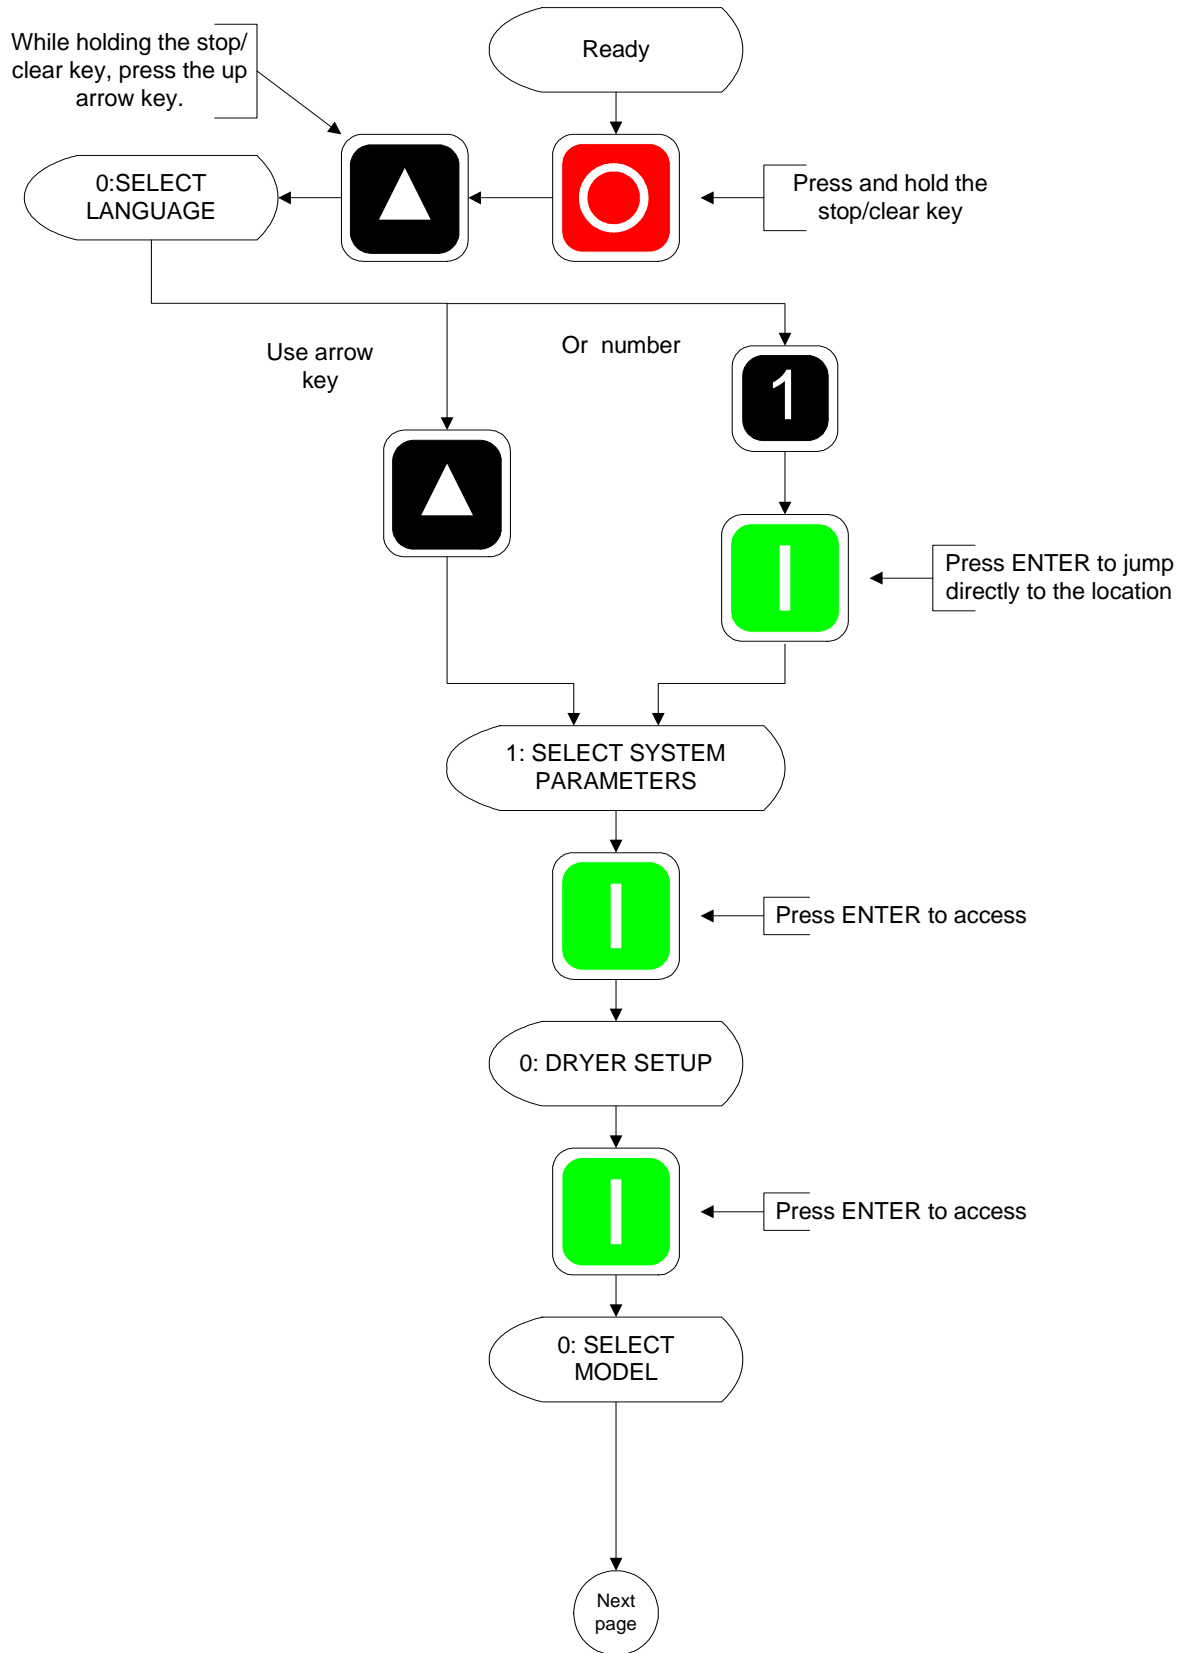 While holding the stop/
clear key, press the up
arrow key.
Ready
0:SELECT
LANGUAGE
Press and hold the
stop/clear key
Use arrow
key
Or number
1
Press ENTER to jump
directly to the location
1: SELECT SYSTEM
PARAMETERS
Press ENTER to access
0: DRYER SETUP
Press ENTER to access
0: SELECT
MODEL
Next
page